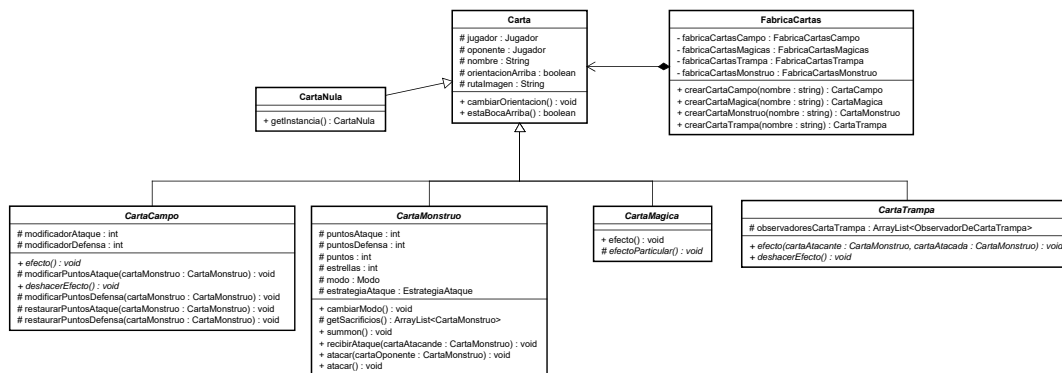 Carta
# jugador : Jugador
# oponente : Jugador
# nombre : String
# orientacionArriba : boolean
# rutaImagen : String
+ cambiarOrientacion() : void
+ estaBocaArriba() : boolean
FabricaCartas
- fabricaCartasCampo : FabricaCartasCampo
- fabricaCartasMagicas : FabricaCartasMagicas
- fabricaCartasTrampa : FabricaCartasTrampa
- fabricaCartasMonstruo : FabricaCartasMonstruo
+ crearCartaCampo(nombre : string) : CartaCampo
+ crearCartaMagica(nombre : string) : CartaMagica
+ crearCartaMonstruo(nombre : string) : CartaMonstruo
+ crearCartaTrampa(nombre : string) : CartaTrampa
CartaNula
+ getInstancia() : CartaNula
CartaCampo
# modificadorAtaque : int
# modificadorDefensa : int
+ efecto() : void
# modificarPuntosAtaque(cartaMonstruo : CartaMonstruo) : void
+ deshacerEfecto() : void
# modificarPuntosDefensa(cartaMonstruo : CartaMonstruo) : void
# restaurarPuntosAtaque(cartaMonstruo : CartaMonstruo) : void
# restaurarPuntosDefensa(cartaMonstruo : CartaMonstruo) : void
CartaMonstruo
# puntosAtaque : int
# puntosDefensa : int
# puntos : int
# estrellas : int
# modo : Modo
# estrategiaAtaque : EstrategiaAtaque
+ cambiarModo() : void
# getSacrificios() : ArrayList<CartaMonstruo>
+ summon() : void
+ recibirAtaque(cartaAtacande : CartaMonstruo) : void
+ atacar(cartaOponente : CartaMonstruo) : void
+ atacar() : void
CartaMagica
+ efecto() : void
# efectoParticular() : void
CartaTrampa
# observadoresCartaTrampa : ArrayList<ObservadorDeCartaTrampa>
+ efecto(cartaAtacante : CartaMonstruo, cartaAtacada : CartaMonstruo) : void
+ deshacerEfecto() : void